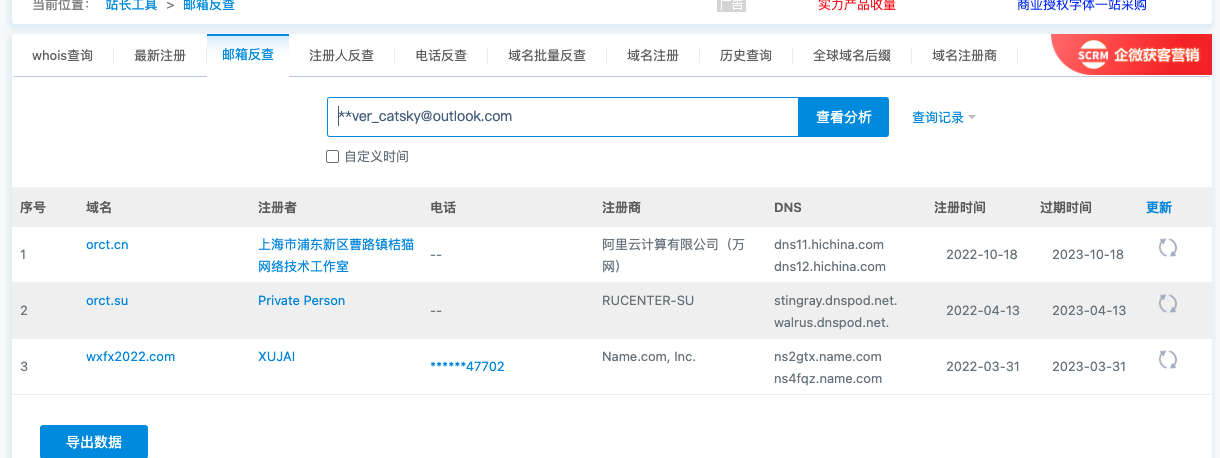 当前位置： 站长工具 > 邮箱反查
广告
实力产品收量
商业授权字体一站采购
whois查询 最新注册 邮箱反查 注册人反查 电话反查 域名批量反查 域名注册 历史查询 全球域名后缀 域名注册商
SCRM 企微获客营销
**ver_catsky@outlook.com 查看分析 查询记录
自定义时间
序号 域名 注册者 电话 注册商 DNS 注册时间 过期时间 更新
1 orct.cn 上海市浦东新区曹路镇桔猫 -- 阿里云计算有限公司（万 dns11.hichina.com 2022-10-18 2023-10-18
网络技术工作室 网） dns12.hichina.com
2 orct.su Private Person -- RUCENTER-SU stingray.dnspod.net. 2022-04-13 2023-04-13
walrus.dnspod.net.
3 wxfx2022.com XUJAI ******47702 Name.com, Inc. ns2gtx.name.com 2022-03-31 2023-03-31
ns4fqz.name.com
导出数据